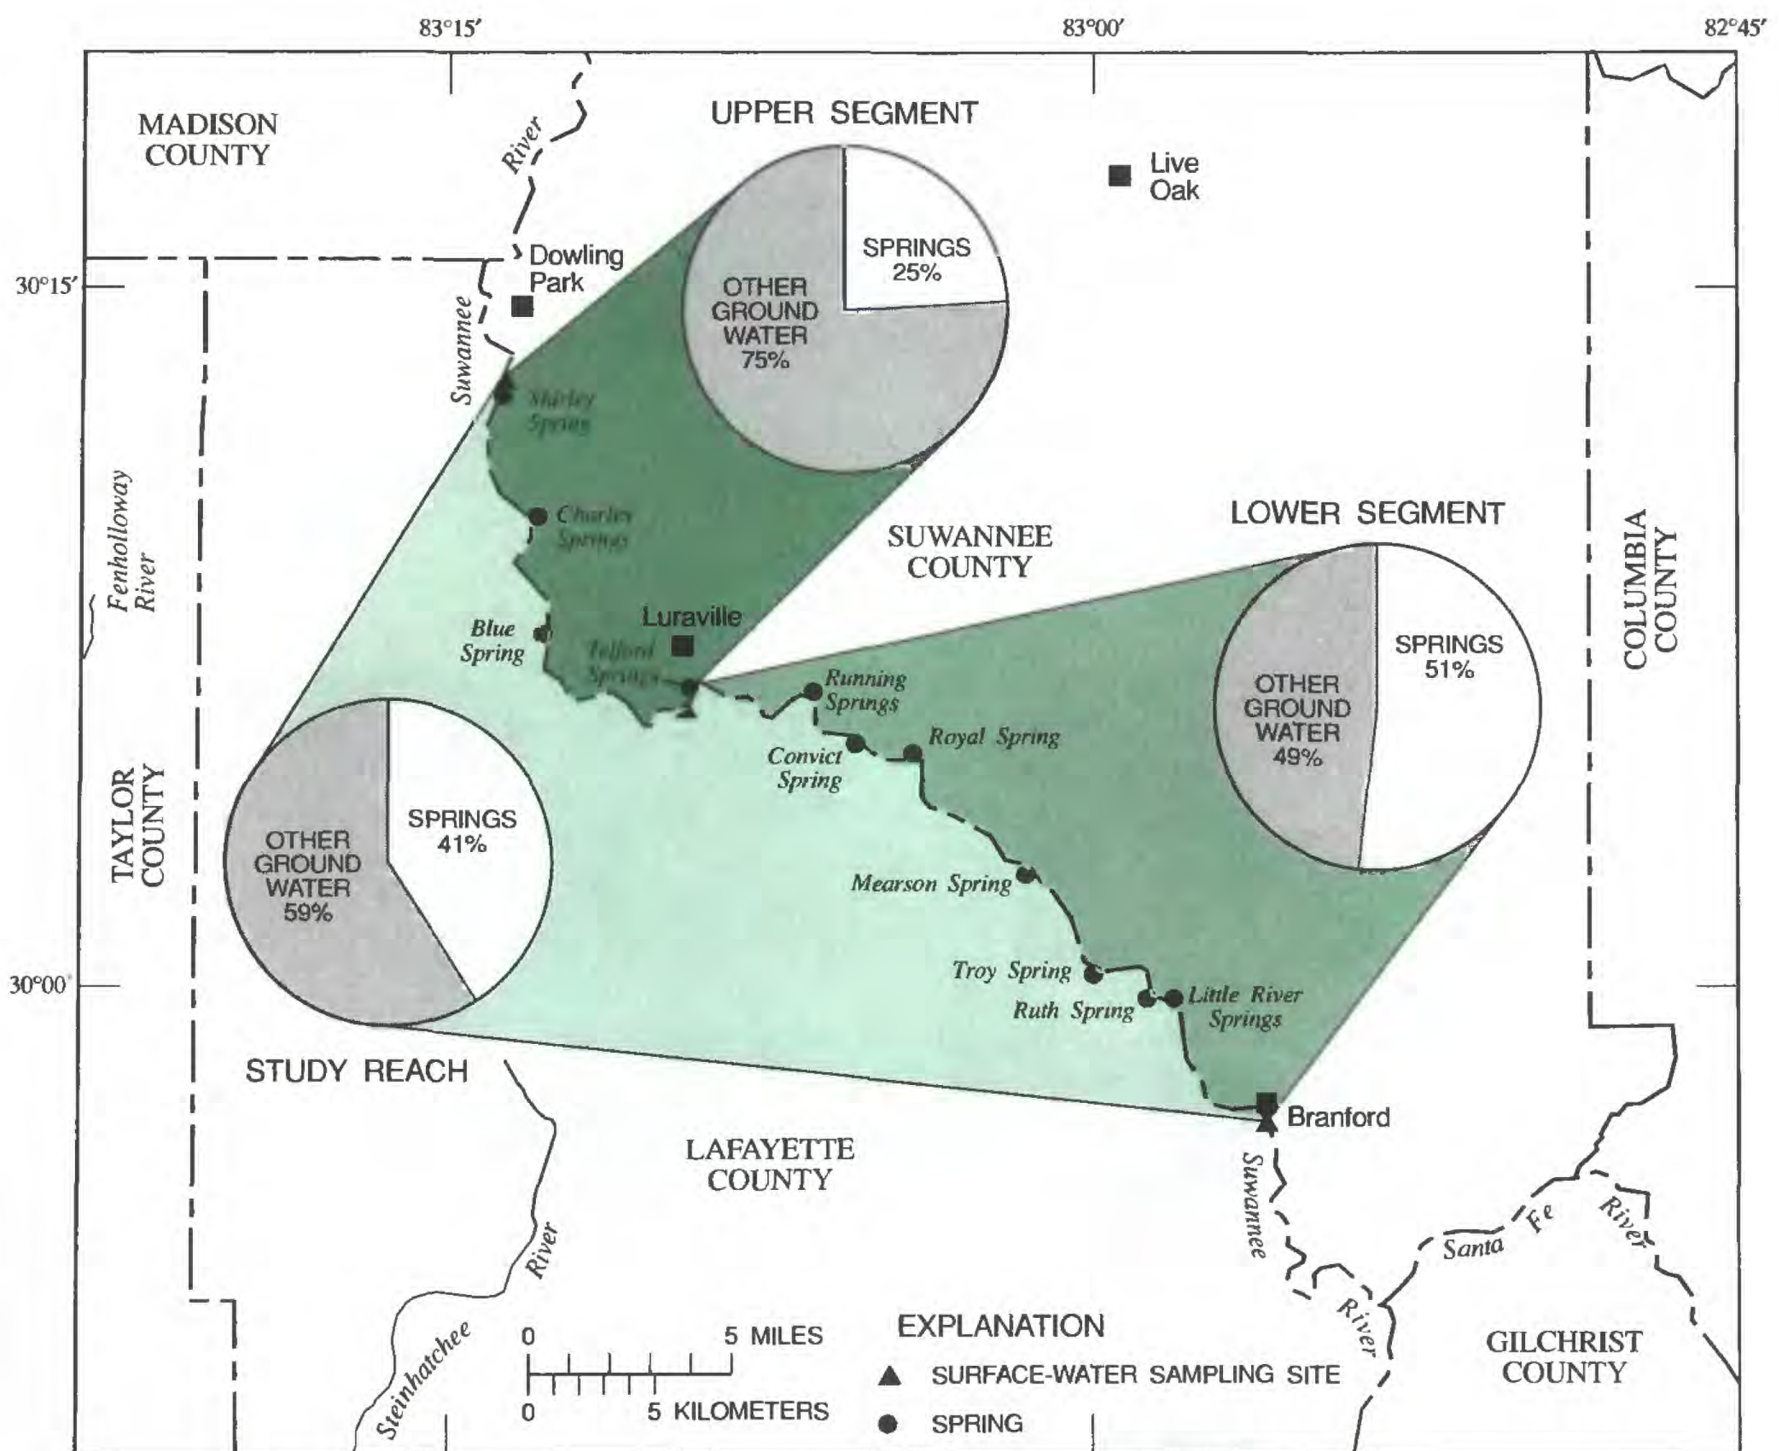 83°15′
83°00′
82°45′
MADISON
COUNTY
River
UPPER SEGMENT
Live
Oak
SPRINGS
25%
OTHER
GROUND
WATER
75%
30°15′
Dowling
Park
Suwannee
Shirley
Spring
Fenholloway
River
Charles
Springs
SUWANNEE
COUNTY
LOWER SEGMENT
COLUMBIA
COUNTY
Luraville
Blue
Spring
Telford
Springs
SPRINGS
51%
OTHER
GROUND
WATER
49%
Running
Springs
Convict
Spring
Royal Spring
TAYLOR
COUNTY
SPRINGS
41%
OTHER
GROUND
WATER
59%
Mearson Spring
30°00′
Troy Spring
Ruth Spring
Little River
Springs
STUDY REACH
Branford
LAFAYETTE
COUNTY
Suwannee
River
Santa Fe River
River
Steinhatchee
GILCHRIST
COUNTY
0 5 MILES
0 5 KILOMETERS
EXPLANATION
SURFACE-WATER SAMPLING SITE
SPRING